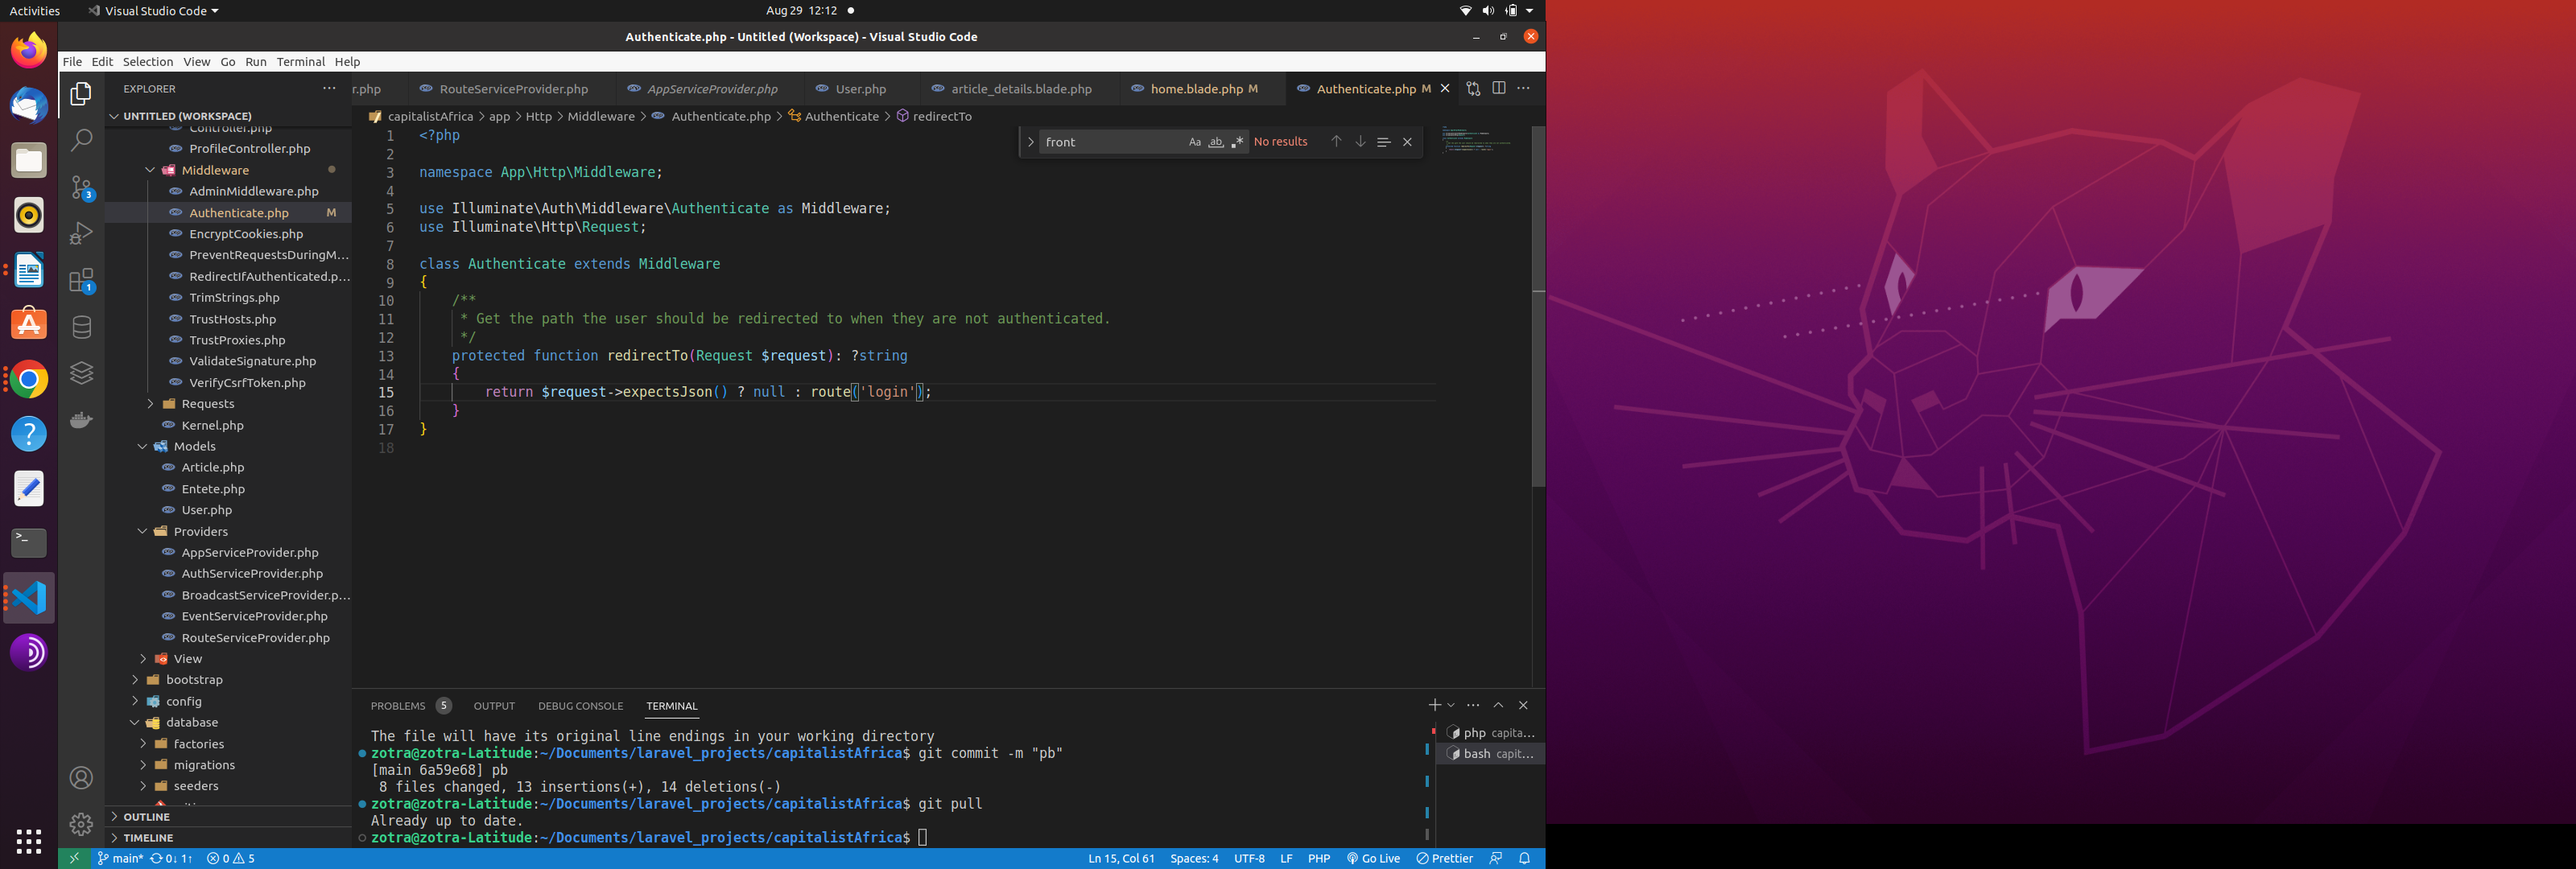 Activities Visual Studio Code Aug 29 12:12
Authenticate.php - Untitled (Workspace) - Visual Studio Code
File Edit Selection View Go Run Terminal Help
EXPLORER
UNTITLED (WORKSPACE)
Controller.php
ProfileController.php
Middleware
AdminMiddleware.php
Authenticate.php M
EncryptCookies.php
PreventRequestsDuringM...
RedirectIfAuthenticated.p...
TrimStrings.php
TrustHosts.php
TrustProxies.php
ValidateSignature.php
VerifyCsrfToken.php
Requests
Kernel.php
Models
Article.php
Entete.php
User.php
Providers
AppServiceProvider.php
AuthServiceProvider.php
BroadcastServiceProvider.p...
EventServiceProvider.php
RouteServiceProvider.php
View
bootstrap
config
database
factories
migrations
seeders
OUTLINE
TIMELINE
3
1
r.php RouteServiceProvider.php AppServiceProvider.php User.php article_details.blade.php home.blade.php M Authenticate.php M
capitalistAfrica > app > Http > Middleware > Authenticate.php > Authenticate > redirectTo
front Aa ab .* No results
1 <?php
2
3 namespace App\Http\Middleware;
4
5 use Illuminate\Auth\Middleware\Authenticate as Middleware;
6 use Illuminate\Http\Request;
7
8 class Authenticate extends Middleware
9 {
10 /**
11 * Get the path the user should be redirected to when they are not authenticated.
12 */
13 protected function redirectTo(Request $request): ?string
14 {
15 return $request->expectsJson() ? null : route('login');
16 }
17 }
18
PROBLEMS 5 OUTPUT DEBUG CONSOLE TERMINAL
The file will have its original line endings in your working directory
zotra@zotra-Latitude:~/Documents/laravel_projects/capitalistAfrica$ git commit -m "pb"
[main 6a59e68] pb
8 files changed, 13 insertions(+), 14 deletions(-)
zotra@zotra-Latitude:~/Documents/laravel_projects/capitalistAfrica$ git pull
Already up to date.
zotra@zotra-Latitude:~/Documents/laravel_projects/capitalistAfrica$
php capita...
bash capit...
main* 0↓ 1↑ 0 5 Ln 15, Col 61 Spaces: 4 UTF-8 LF PHP Go Live Prettier